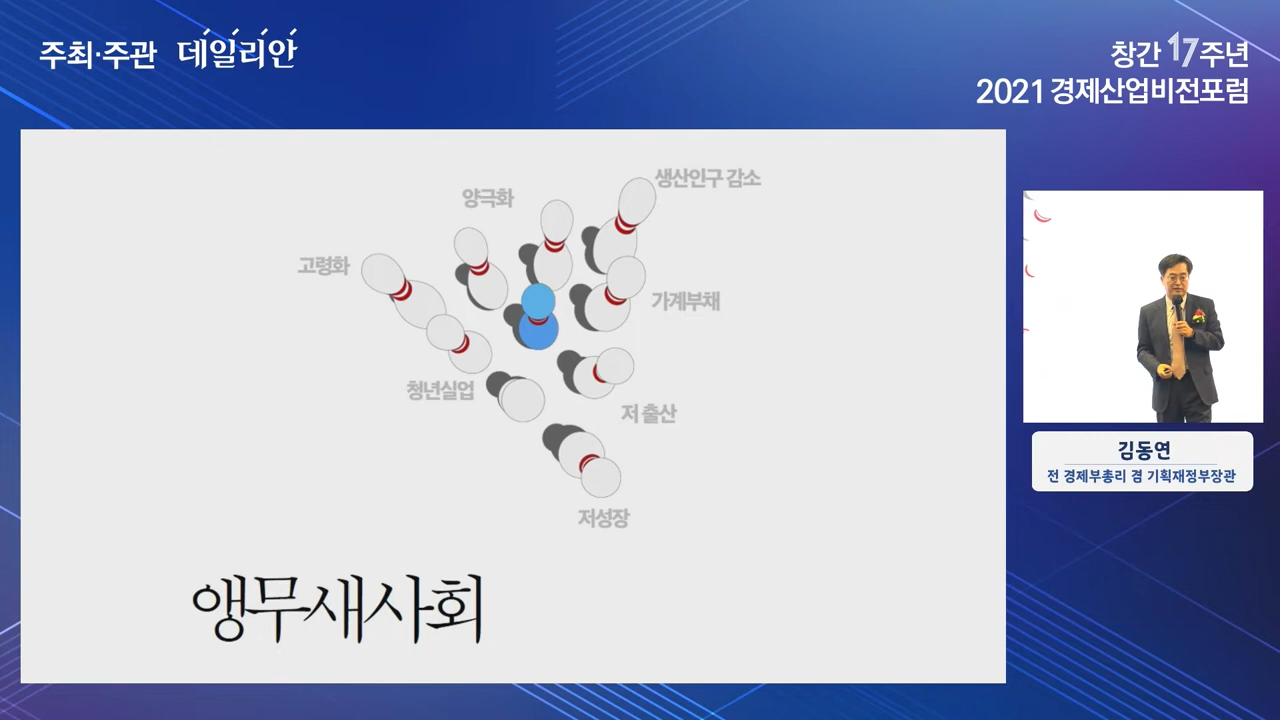 주최·주관 데일리안
창간 17주년
2021 경제산업비전포럼
생산인구 감소
양극화
고령화
가계부채
청년실업
저 출산
저성장
앵무새사회
김동연
전 경제부총리 겸 기획재정부장관